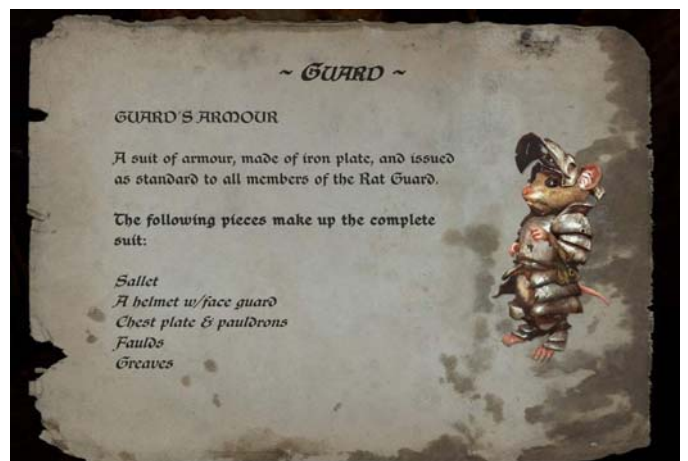 ~ GUARD ~
GUARD'S ARMOUR
A suit of armour, made of iron plate, and issued
as standard to all members of the Rat Guard.
The following pieces make up the complete
suit:
Sallet
A helmet w/face guard
Chest plate & pauldrons
Faulds
Greaves